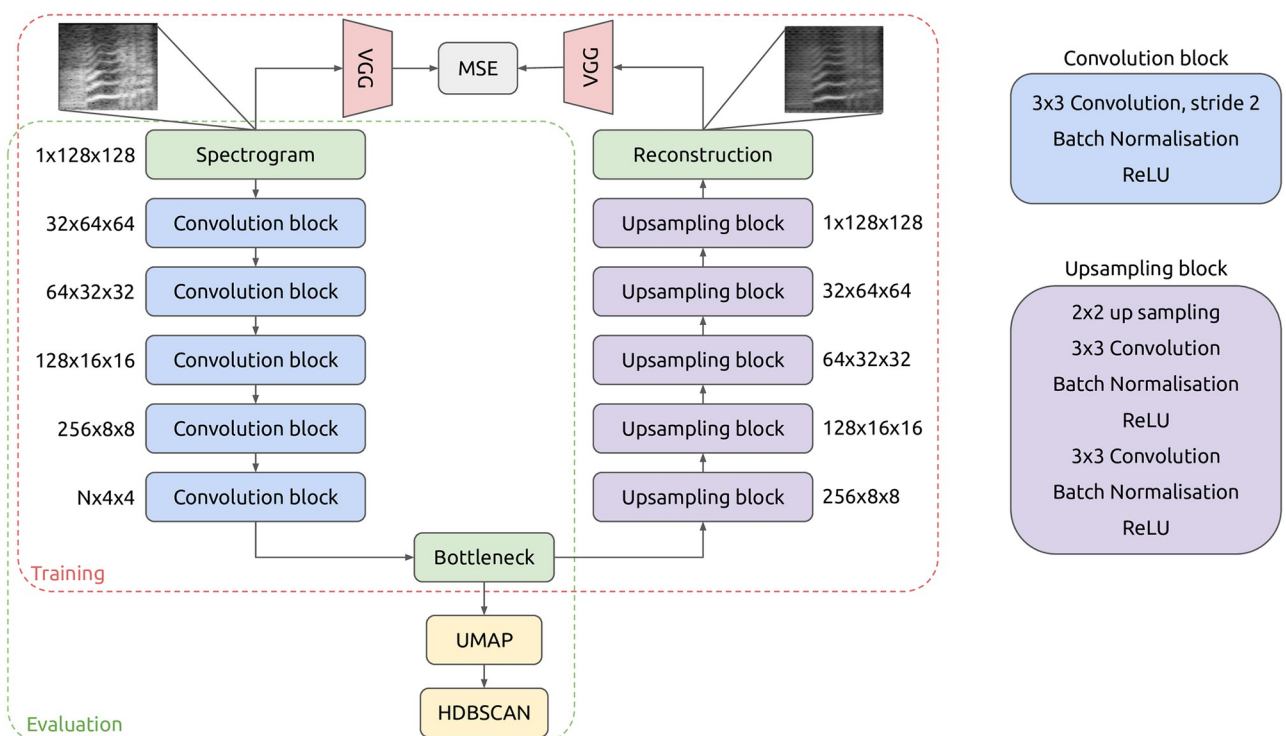 VGG
MSE
VGG
1x128x128
Spectrogram
Reconstruction
32x64x64
Convolution block
Upsampling block
1x128x128
64x32x32
Convolution block
Upsampling block
32x64x64
128x16x16
Convolution block
Upsampling block
64x32x32
256x8x8
Convolution block
Upsampling block
128x16x16
Nx4x4
Convolution block
Upsampling block
256x8x8
Bottleneck
Training
UMAP
HDBSCAN
Evaluation
Convolution block
3x3 Convolution, stride 2
Batch Normalisation
ReLU
Upsampling block
2x2 up sampling
3x3 Convolution
Batch Normalisation
ReLU
3x3 Convolution
Batch Normalisation
ReLU